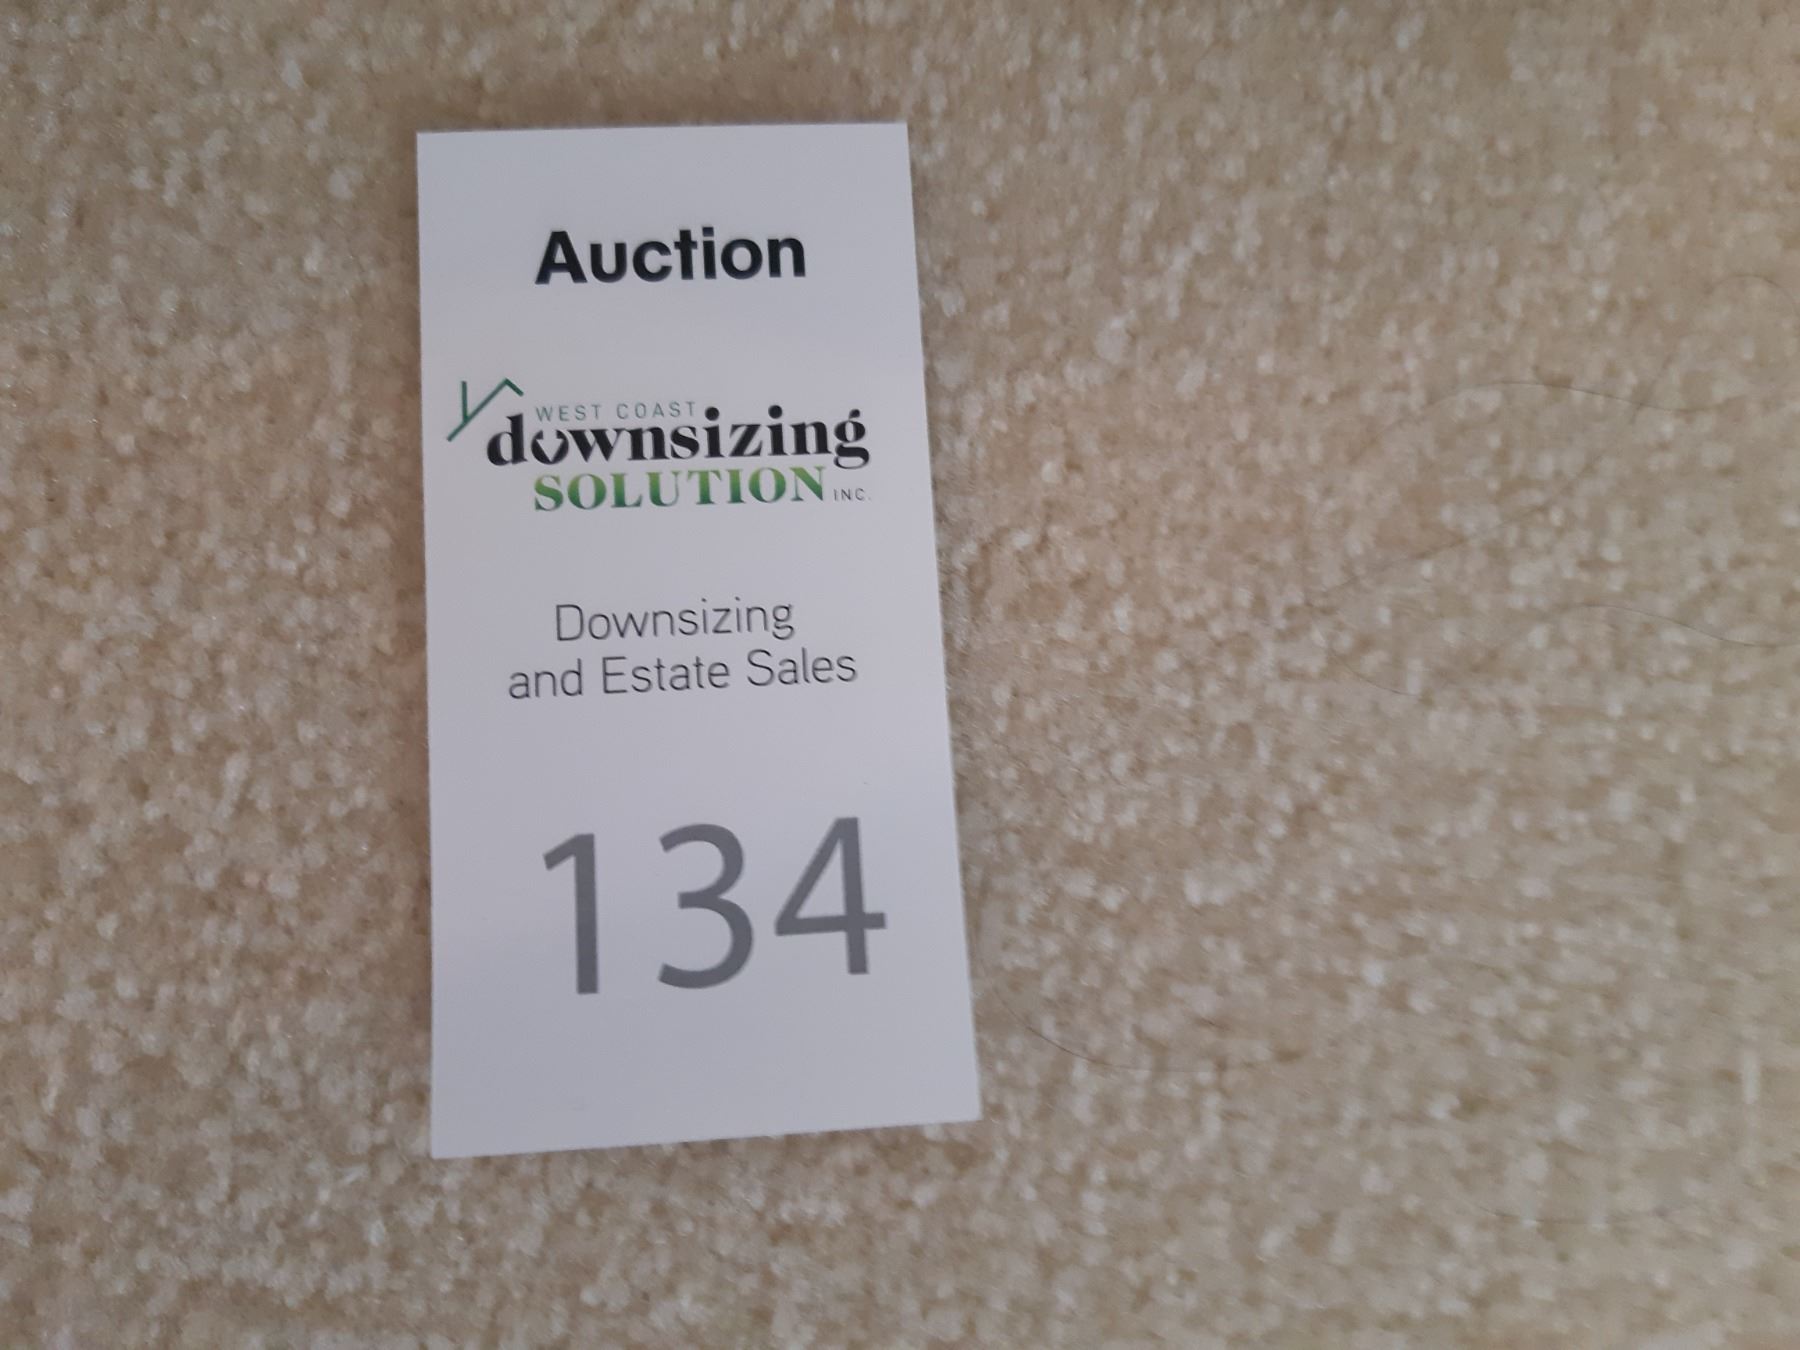 Auction
WEST COAST
downsizing
SOLUTION INC.
Downsizing
and Estate Sales
134